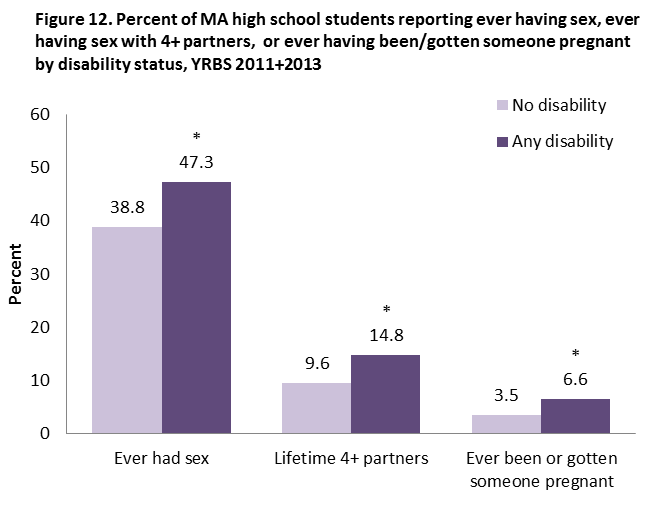 Figure 12. Percent of MA high school students reporting ever having sex, ever
having sex with 4+ partners,  or ever having been/gotten someone pregnant
by disability status, YRBS 2011+2013
No disability
Any disability
60
50
40
30
20
10
0
Percent
38.8
*
47.3
9.6
*
14.8
3.5
*
6.6
Ever had sex
Lifetime 4+ partners
Ever been or gotten
someone pregnant